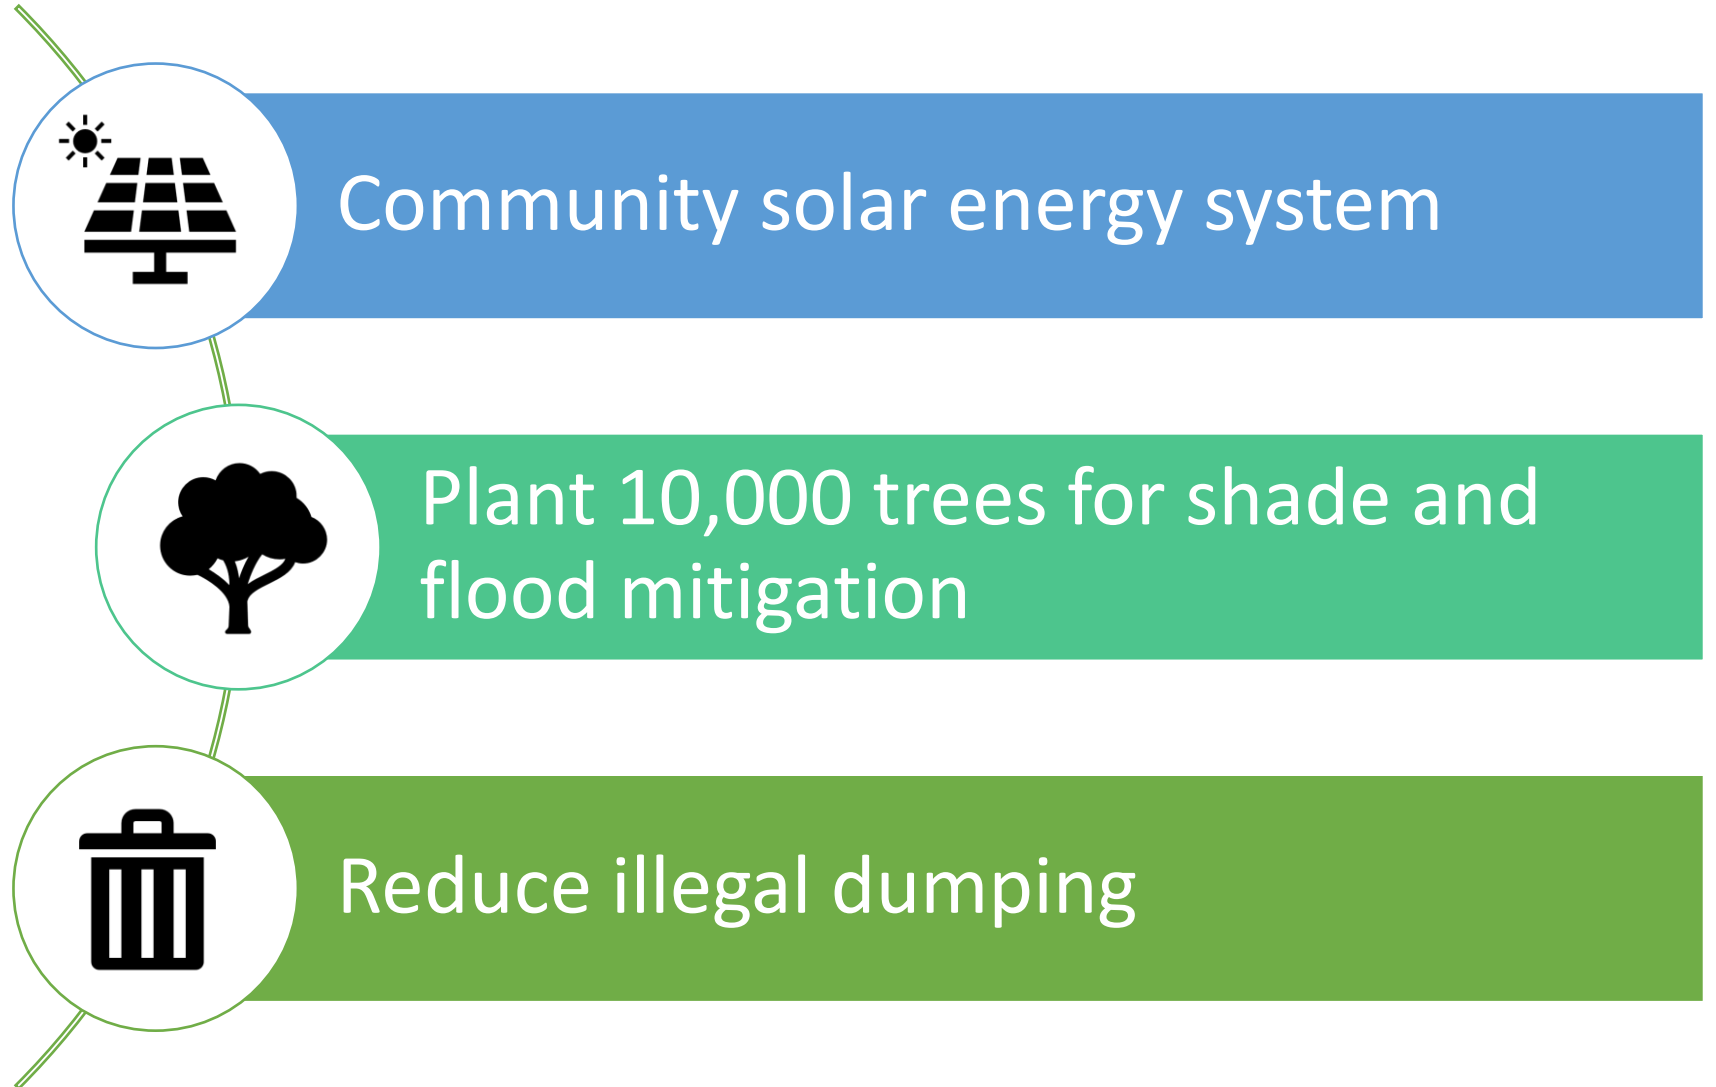 Community solar energy system
Plant 10,000 trees for shade and
flood mitigation
Reduce illegal dumping